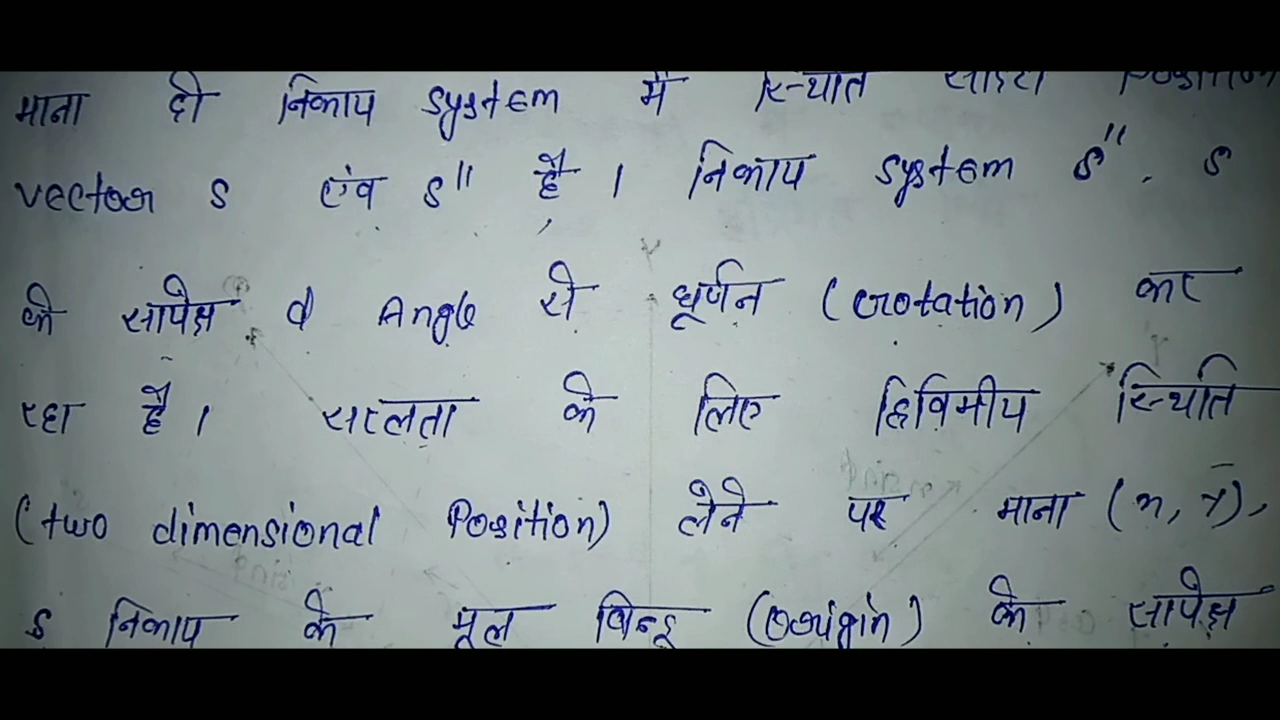 माना दो निकाय system में स्थित
vector s एंव s" है । निकाय system s", s
के सापेक्ष α Angle से धूर्णन (rotation) कर
रहा है । सरलता के लिए द्विविमीय स्थिति
(two dimensional Position) लेने पर माना (x, y),
s निकाय के मूल बिन्दू (Origin) के सापेक्ष